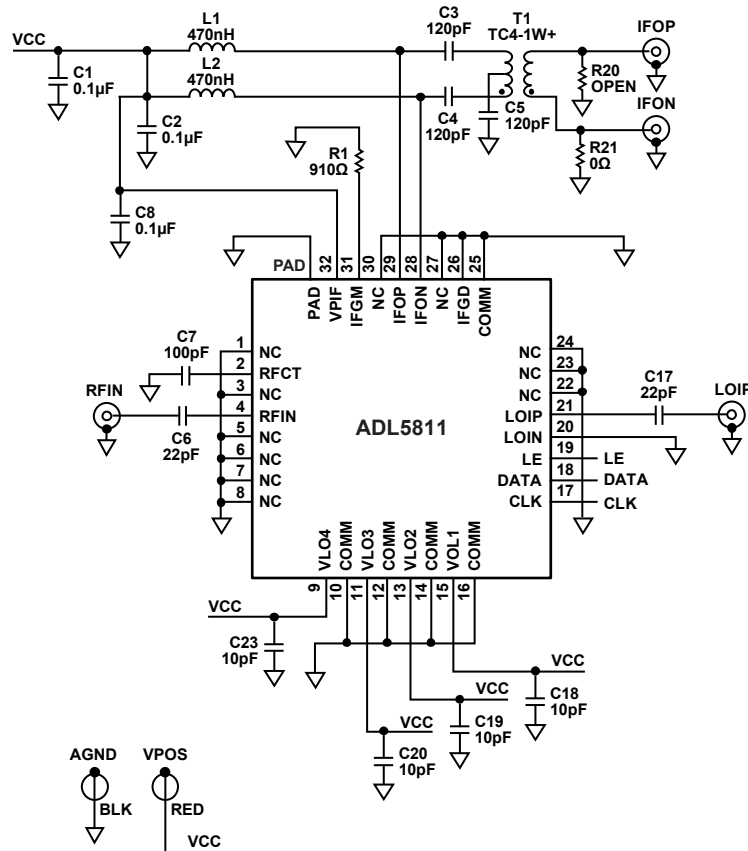 VCC
L1
470nH
C3
120pF
T1
TC4-1W+
IFOP
C1
0.1µF
L2
470nH
R20
OPEN
C2
0.1µF
C4
120pF
C5
120pF
IFON
R1
910Ω
R21
0Ω
C8
0.1µF
PAD
32
31
30
29
28
27
26
25
PAD
VPIF
IFGM
NC
IFOP
IFON
NC
IFGD
COMM
C7
100pF
1
NC
2
RFCT
3
NC
RFIN
4
RFIN
C6
22pF
5
NC
6
NC
7
NC
8
NC
ADL5811
24
NC
23
NC
22
NC
21
LOIP
C17
22pF
LOIP
20
LOIN
19
LE
LE
18
DATA
DATA
17
CLK
CLK
VLO4
COMM
VLO3
COMM
VLO2
COMM
VOL1
COMM
9
10
11
12
13
14
15
16
VCC
C23
10pF
VCC
C18
10pF
VCC
C19
10pF
VCC
C20
10pF
AGND
BLK
VPOS
RED
VCC